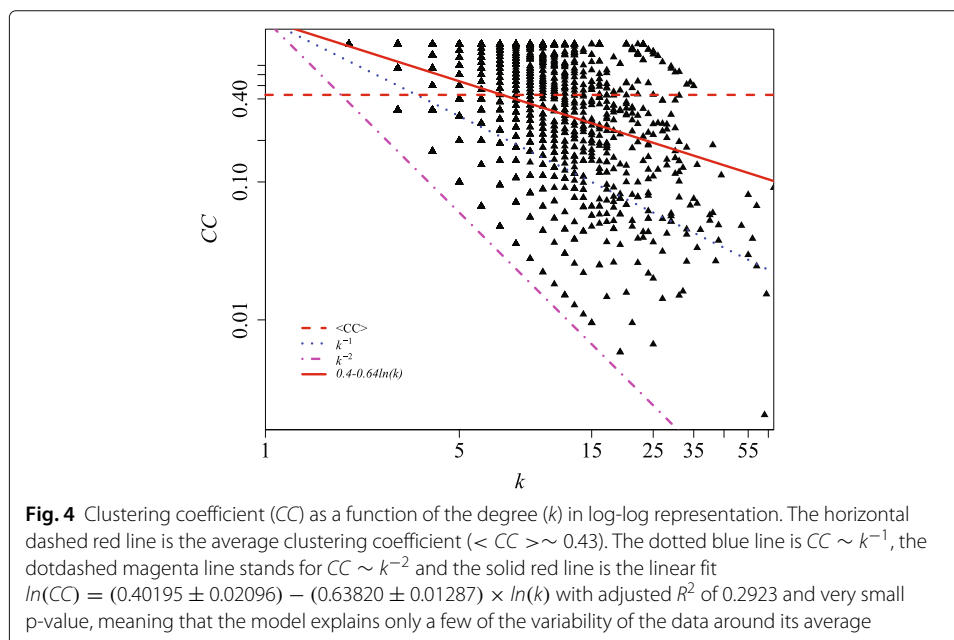 0.40
0.10
0.01
CC
<CC>
k⁻¹
k⁻²
0.4-0.64ln(k)
1
5
15
25
35
55
k
Fig. 4 Clustering coefficient (CC) as a function of the degree (k) in log-log representation. The horizontal
dashed red line is the average clustering coefficient (< CC >∼ 0.43). The dotted blue line is CC ∼ k⁻¹, the
dotdashed magenta line stands for CC ∼ k⁻² and the solid red line is the linear fit
ln(CC) = (0.40195 ± 0.02096) − (0.63820 ± 0.01287) × ln(k) with adjusted R² of 0.2923 and very small
p-value, meaning that the model explains only a few of the variability of the data around its average